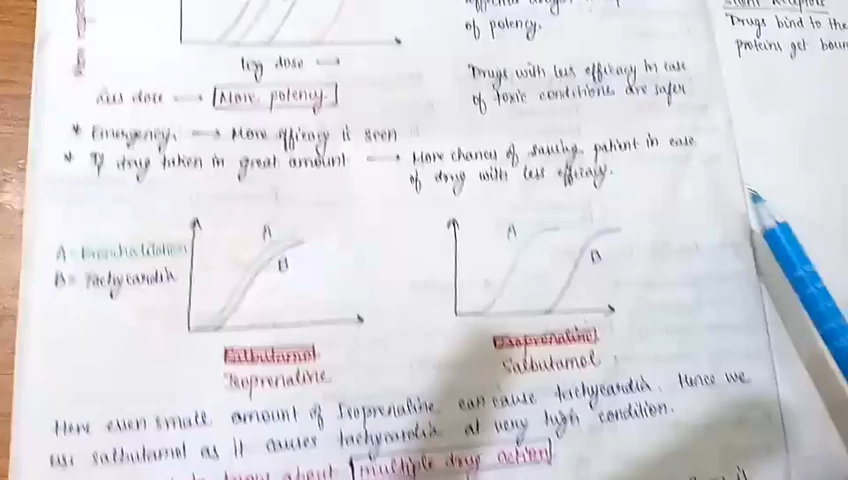 of potency.
Drugs bind to the
proteins get
log dose →
Drugs with less efficacy in case
of toxic conditions are safer
Less dose → More potency
* Emergency → More efficacy is seen
* If drug taken in great amount → More chances of saving patient in case
of drug with less efficacy.
A = Bronchodilation
B = Tachycardia
A
B
A
B
Salbutamol
Isoprenaline
Isoprenaline
Salbutamol
Here even small amount of Isoprenaline can cause tachycardia. Hence we
use salbutamol as it causes tachycardia at very high condition.
to know about multiple drug action